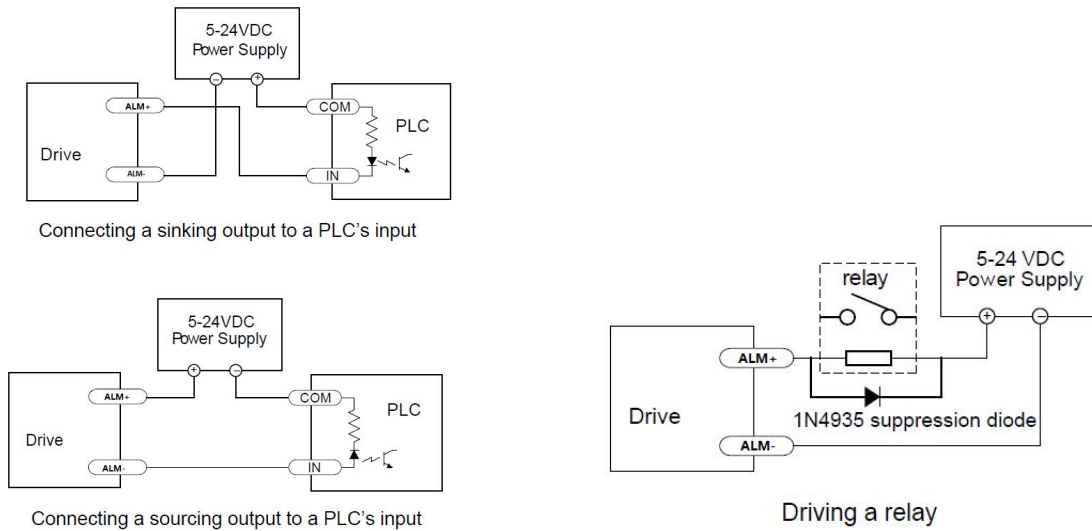 5-24VDC
Power Supply
ALM+
COM
PLC
Drive
ALM-
IN
Connecting a sinking output to a PLC's input
5-24VDC
Power Supply
ALM+
COM
PLC
Drive
ALM-
IN
Connecting a sourcing output to a PLC's input
5-24 VDC
Power Supply
relay
ALM+
Drive
1N4935 suppression diode
ALM-
Driving a relay